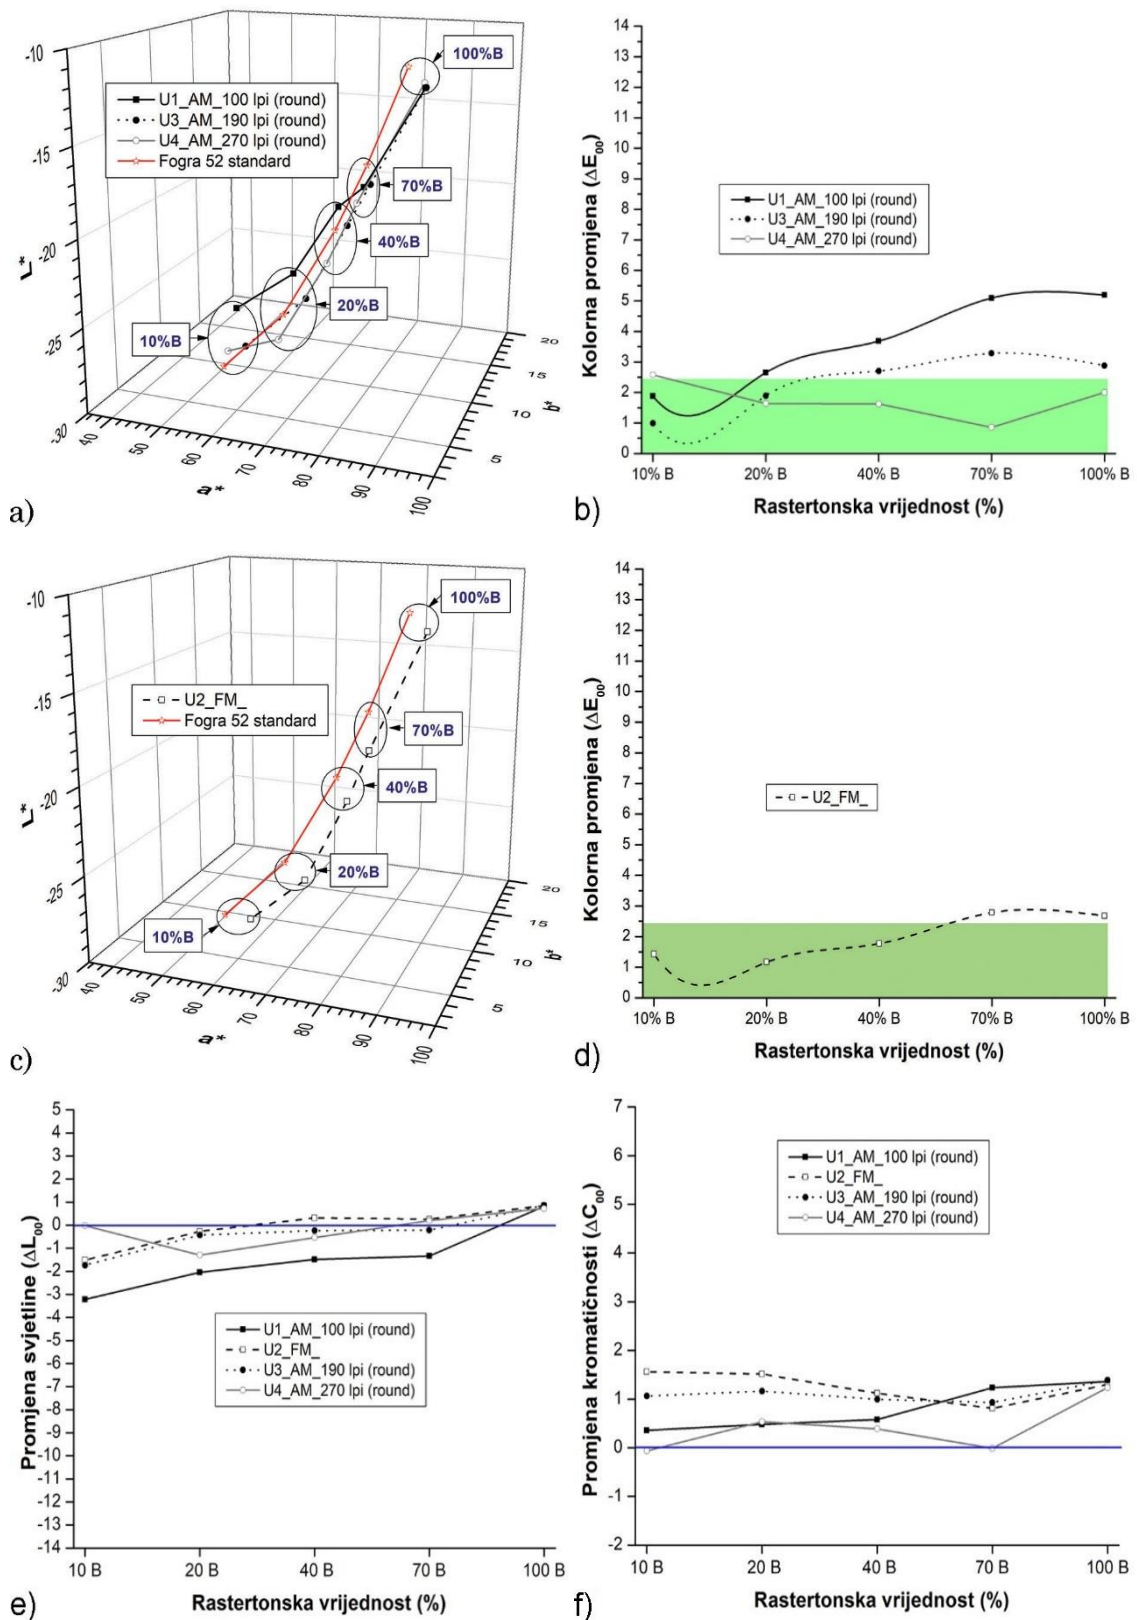 -10
-15
-20
-25
-30
L*
U1_AM_100 lpi (round)
U3_AM_190 lpi (round)
U4_AM_270 lpi (round)
Fogra 52 standard
100%B
70%B
40%B
20%B
10%B
40
50
60
70
80
90
100
a*
5
10
15
20
b*
a)
14
13
12
11
10
9
8
7
6
5
4
3
2
1
0
Kolorna promjena (ΔE₀₀)
U1_AM_100 lpi (round)
U3_AM_190 lpi (round)
U4_AM_270 lpi (round)
10% B 20% B 40% B 70% B 100% B
Rastertonska vrijednost (%)
b)
-10
-15
-20
-25
-30
L*
U2_FM_
Fogra 52 standard
100%B
70%B
40%B
20%B
10%B
40
50
60
70
80
90
100
a*
5
10
15
20
b*
c)
14
13
12
11
10
9
8
7
6
5
4
3
2
1
0
Kolorna promjena (ΔE₀₀)
U2_FM_
10% B 20% B 40% B 70% B 100% B
Rastertonska vrijednost (%)
d)
5
4
3
2
1
0
-1
-2
-3
-4
-5
-6
-7
-8
-9
-10
-11
-12
-13
-14
Promjena svjetline (ΔL₀₀)
U1_AM_100 lpi (round)
U2_FM_
U3_AM_190 lpi (round)
U4_AM_270 lpi (round)
10 B 20 B 40 B 70 B 100 B
Rastertonska vrijednost (%)
e)
7
6
5
4
3
2
1
0
-1
-2
Promjena kromatičnosti (ΔC₀₀)
U1_AM_100 lpi (round)
U2_FM_
U3_AM_190 lpi (round)
U4_AM_270 lpi (round)
10 B 20 B 40 B 70 B 100 B
Rastertonska vrijednost (%)
f)